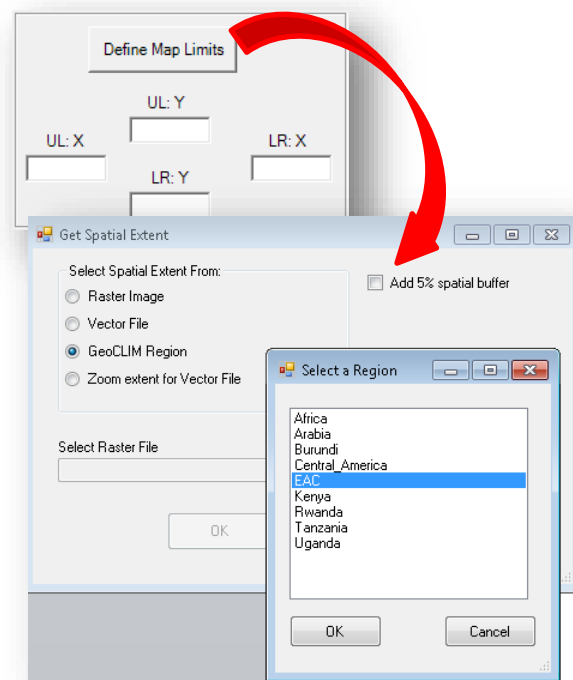 Define Map Limits
UL: Y
UL: X
LR: X
LR: Y
Get Spatial Extent
Select Spatial Extent From:
Raster Image
Vector File
GeoCLIM Region
Zoom extent for Vector File
Add 5% spatial buffer
Select Raster File
OK
Select a Region
Africa
Arabia
Burundi
Central_America
EAC
Kenya
Rwanda
Tanzania
Uganda
OK
Cancel